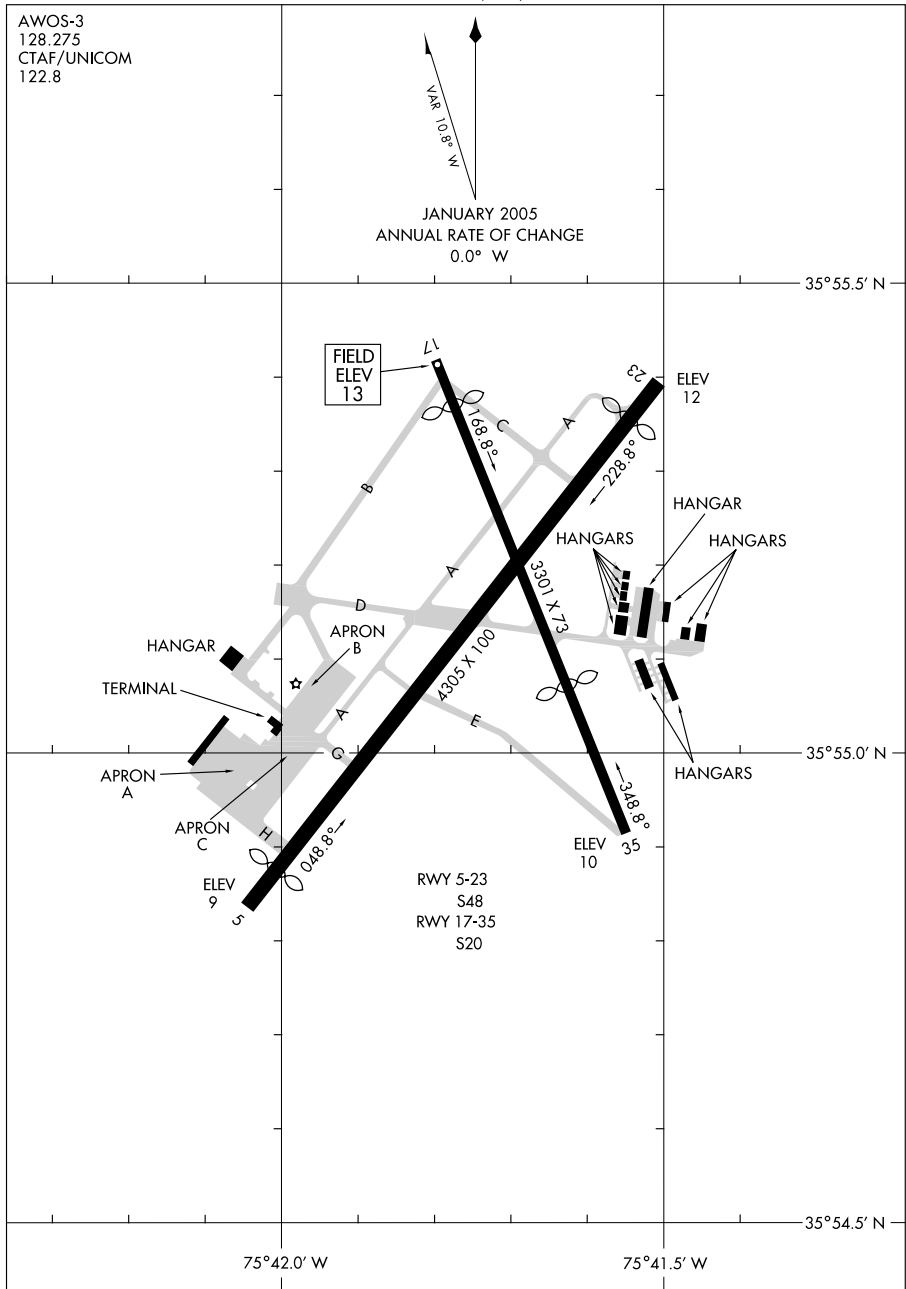 AWOS-3
128.275
CTAF/UNICOM
122.8
VAR 10.8° W
JANUARY 2005
ANNUAL RATE OF CHANGE
0.0° W
35°55.5' N
17
FIELD
ELEV
13
23
ELEV
12
168.8°
C
A
228.8°
B
HANGAR
HANGARS
HANGARS
A
3301 X 73
D
APRON
B
HANGAR
4305 X 100
TERMINAL
A
E
G
35°55.0' N
APRON
A
HANGARS
APRON
C
H
048.8°
348.8°
ELEV
10
35
ELEV
9
5
RWY 5-23
S48
RWY 17-35
S20
35°54.5' N
75°42.0' W
75°41.5' W